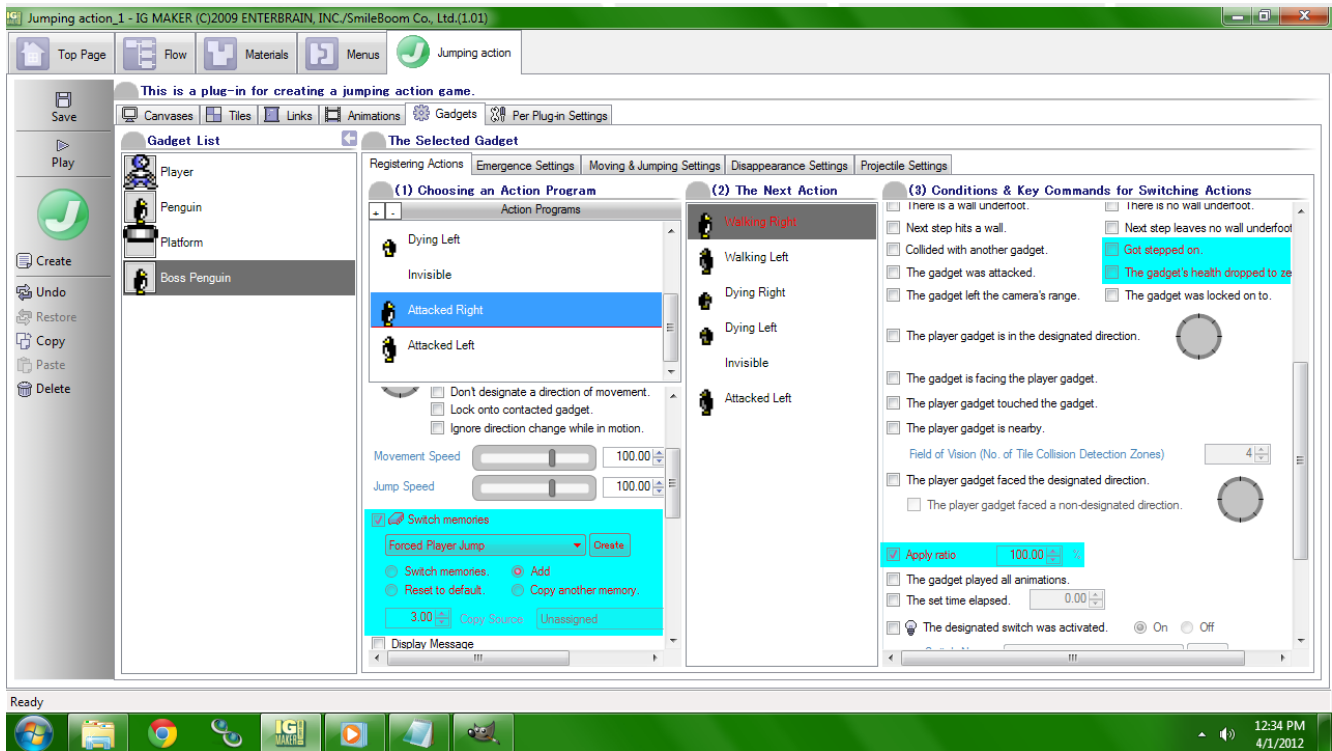 Jumping action_1 - IG MAKER (C)2009 ENTERBRAIN, INC./SmileBoom Co., Ltd.(1.01)
Top Page
Flow
Materials
Menus
Jumping action
Save
Play
Create
Undo
Restore
Copy
Paste
Delete
This is a plug-in for creating a jumping action game.
Canvases
Tiles
Links
Animations
Gadgets
Per Plug-in Settings
Gadget List
Player
Penguin
Platform
Boss Penguin
The Selected Gadget
Registering Actions
Emergence Settings
Moving & Jumping Settings
Disappearance Settings
Projectile Settings
(1) Choosing an Action Program
+ -
Action Programs
Dying Left
Invisible
Attacked Right
Attacked Left
Don't designate a direction of movement.
Lock onto contacted gadget.
Ignore direction change while in motion.
Movement Speed 100.00
Jump Speed 100.00
Switch memories
Forced Player Jump Create
Switch memories. Add
Reset to default. Copy another memory.
3.00 Copy Source Unassigned
Display Message
(2) The Next Action
Walking Right
Walking Left
Dying Right
Dying Left
Invisible
Attacked Left
(3) Conditions & Key Commands for Switching Actions
There is a wall underfoot. There is no wall underfoot.
Next step hits a wall. Next step leaves no wall underfoot
Collided with another gadget. Got stepped on.
The gadget was attacked. The gadget's health dropped to ze
The gadget left the camera's range. The gadget was locked on to.
The player gadget is in the designated direction.
The gadget is facing the player gadget.
The player gadget touched the gadget.
The player gadget is nearby.
Field of Vision (No. of Tile Collision Detection Zones) 4
The player gadget faced the designated direction.
The player gadget faced a non-designated direction.
Apply ratio 100.00 %
The gadget played all animations.
The set time elapsed. 0.00
The designated switch was activated. On Off
Ready
IG MAKER
12:34 PM
4/1/2012